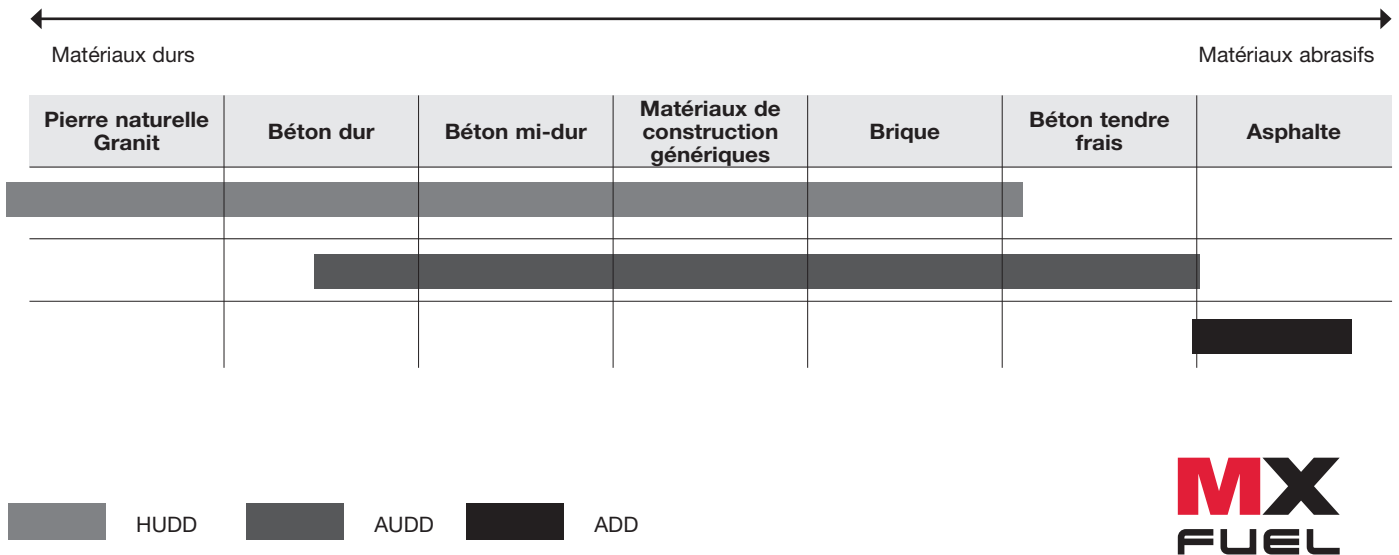 Matériaux durs
Matériaux abrasifs
Pierre naturelle
Granit
Béton dur
Béton mi-dur
Matériaux de
construction
génériques
Brique
Béton tendre
frais
Asphalte
HUDD
AUDD
ADD
MX
FUEL